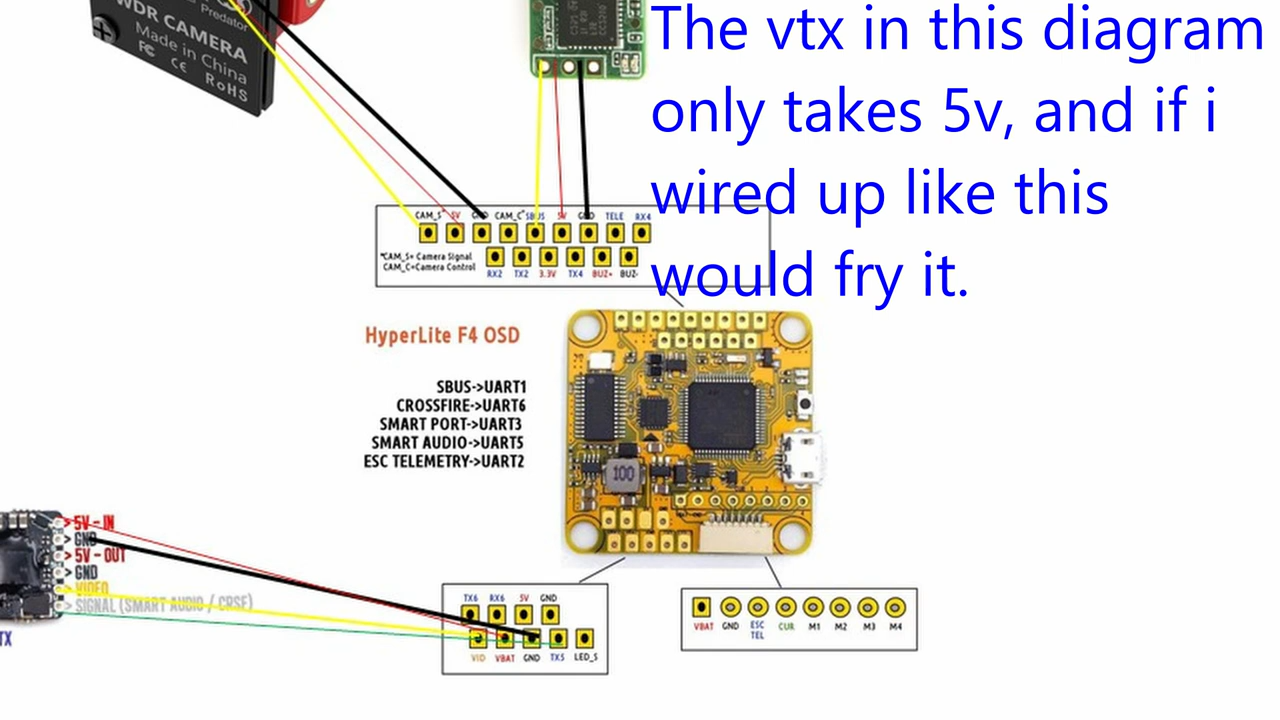 Predator
WDR CAMERA
Made in China
FC CE RoHS
The vtx in this diagram
only takes 5v, and if i
wired up like this
would fry it.
CAM_S* 5V GND CAM_C* SBUS 5V GND TELE RX4
*CAM_S= Camera Signal
CAM_C=Camera Control
RX2 TX2 3.3V TX4 BUZ+ BUZ-
HyperLite F4 OSD
SBUS->UART1
CROSSFIRE->UART6
SMART PORT->UART3
SMART AUDIO->UART5
ESC TELEMETRY->UART2
100
> 5V - IN
> GND
> 5V - OUT
> GND
> VIDEO
> SIGNAL (SMART AUDIO / CRSF)
TX
TX6 RX6 5V GND
VID VBAT GND TX5 LED_S
VBAT GND ESC TEL CUR M1 M2 M3 M4